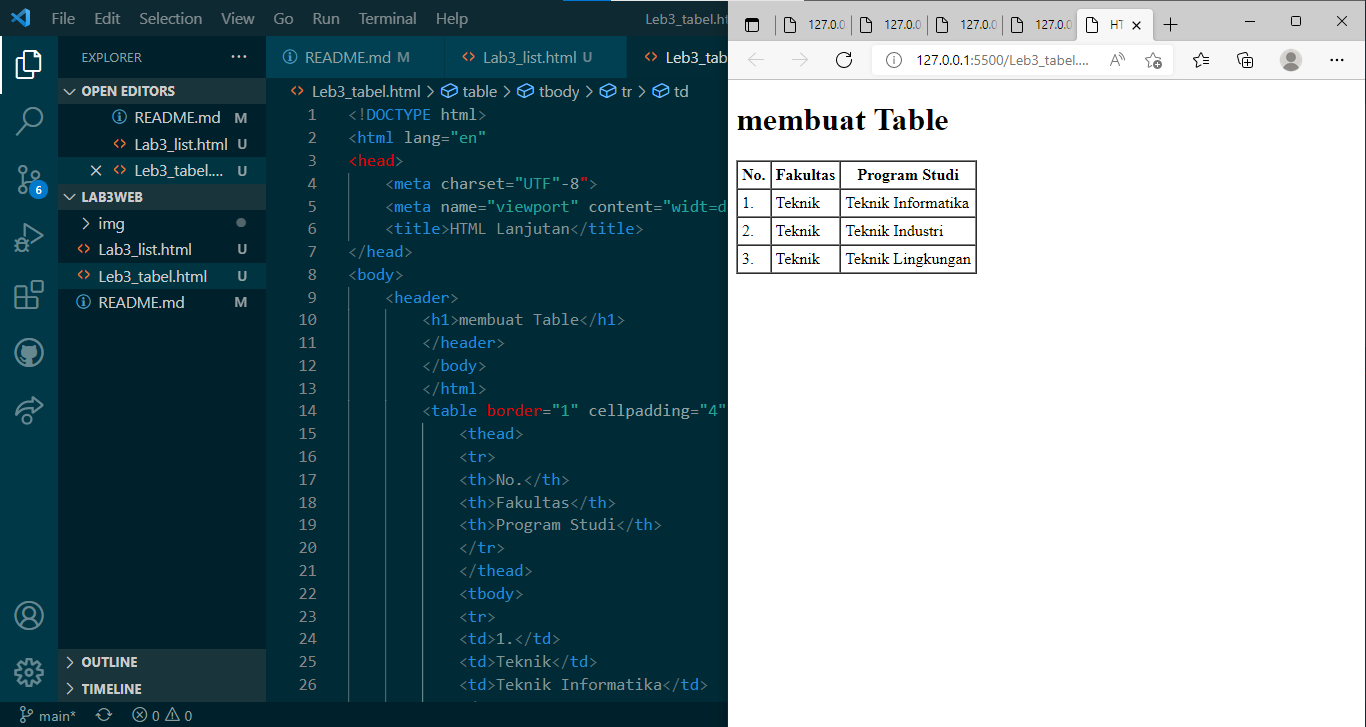 File Edit Selection View Go Run Terminal Help Leb3_tabel.ht
EXPLORER ...
OPEN EDITORS
README.md M
Lab3_list.html U
Leb3_tabel.... U
LAB3WEB
img
Lab3_list.html U
Leb3_tabel.html U
README.md M
OUTLINE
TIMELINE
6
main* 0 0
README.md M Lab3_list.html U Leb3_tab
Leb3_tabel.html > table > tbody > tr > td
1 <!DOCTYPE html>
2 <html lang="en"
3 <head>
4 <meta charset="UTF"-8">
5 <meta name="viewport" content="widt=d
6 <title>HTML Lanjutan</title>
7 </head>
8 <body>
9 <header>
10 <h1>membuat Table</h1>
11 </header>
12 </body>
13 </html>
14 <table border="1" cellpadding="4"
15 <thead>
16 <tr>
17 <th>No.</th>
18 <th>Fakultas</th>
19 <th>Program Studi</th>
20 </tr>
21 </thead>
22 <tbody>
23 <tr>
24 <td>1.</td>
25 <td>Teknik</td>
26 <td>Teknik Informatika</td>
127.0.0 127.0.0 127.0.0 127.0.0 HT
127.0.0.1:5500/Leb3_tabel....
membuat Table
No. Fakultas Program Studi
1. Teknik Teknik Informatika
2. Teknik Teknik Industri
3. Teknik Teknik Lingkungan